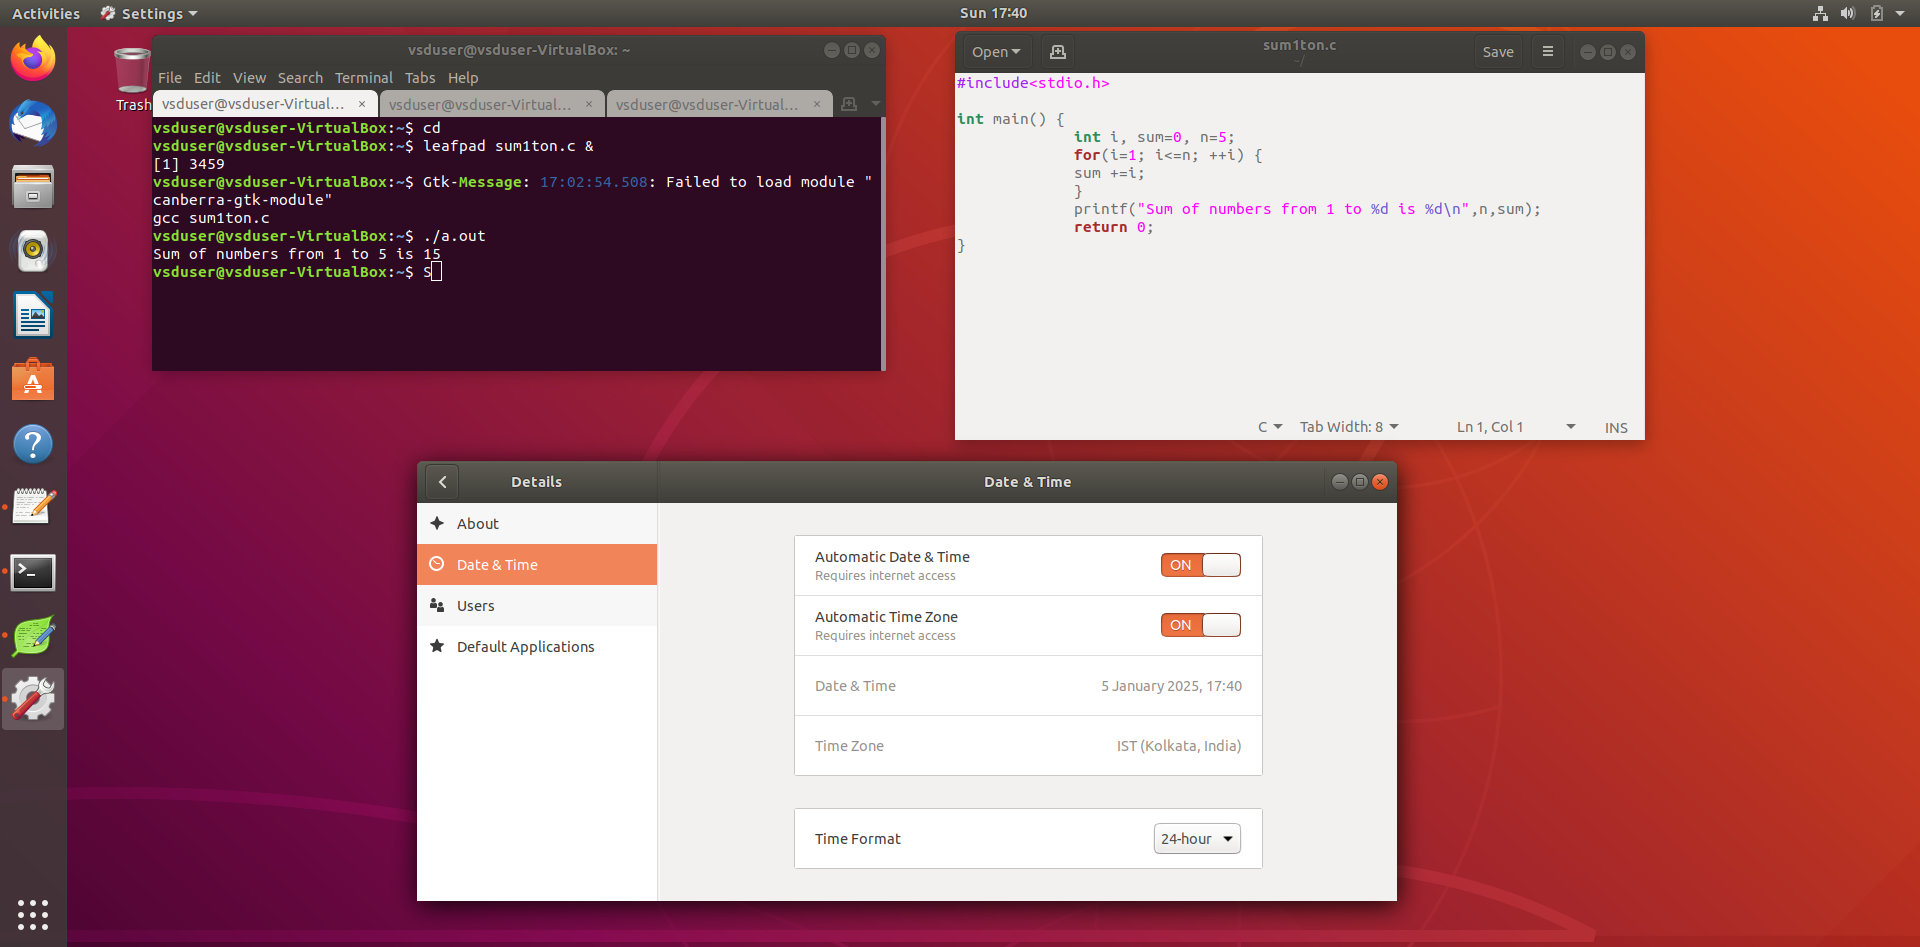 Activities Settings Sun 17:40
Trash
vsduser@vsduser-VirtualBox: ~
File Edit View Search Terminal Tabs Help
vsduser@vsduser-Virtual... × vsduser@vsduser-Virtual... × vsduser@vsduser-Virtual... ×
vsduser@vsduser-VirtualBox:~$ cd
vsduser@vsduser-VirtualBox:~$ leafpad sum1ton.c &
[1] 3459
vsduser@vsduser-VirtualBox:~$ Gtk-Message: 17:02:54.508: Failed to load module "
canberra-gtk-module"
gcc sum1ton.c
vsduser@vsduser-VirtualBox:~$ ./a.out
Sum of numbers from 1 to 5 is 15
vsduser@vsduser-VirtualBox:~$ S
Open sum1ton.c Save
~/
#include<stdio.h>
int main() {
int i, sum=0, n=5;
for(i=1; i<=n; ++i) {
sum +=i;
}
printf("Sum of numbers from 1 to %d is %d\n",n,sum);
return 0;
}
C Tab Width: 8 Ln 1, Col 1 INS
Details Date & Time
About
Date & Time
Users
Default Applications
Automatic Date & Time ON
Requires internet access
Automatic Time Zone ON
Requires internet access
Date & Time 5 January 2025, 17:40
Time Zone IST (Kolkata, India)
Time Format 24-hour